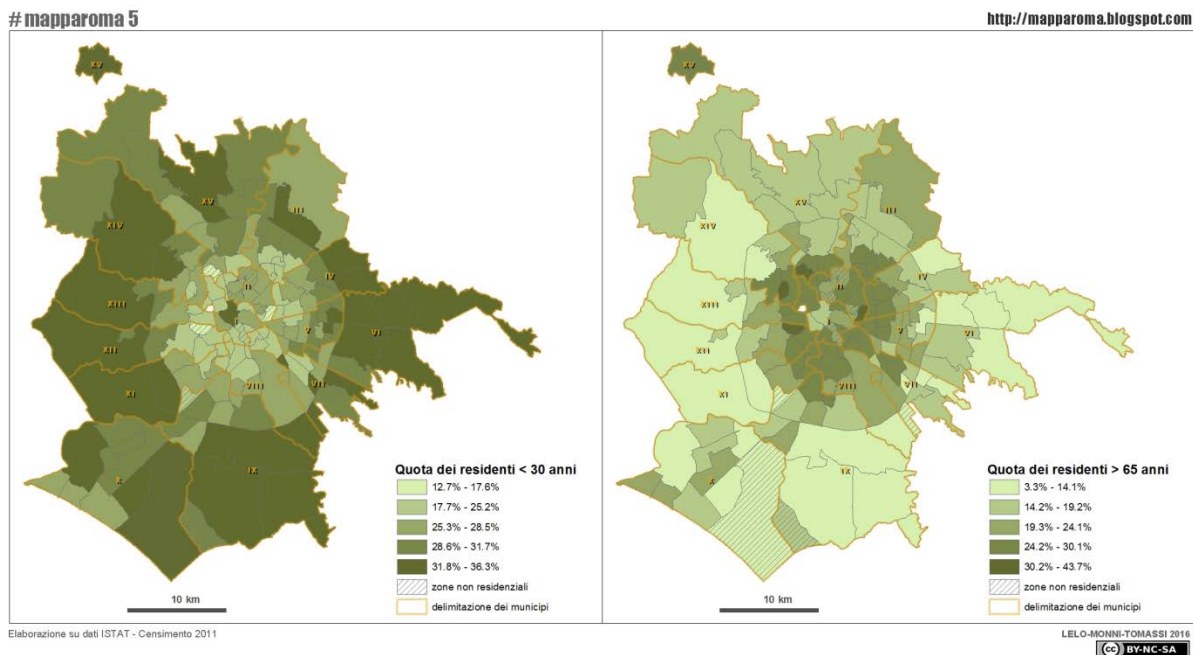 # mapparoma 5
http://mapparoma.blogspot.com
XV
XIV
XV
III
XIII
II
IV
I
V
VI
XII
VIII
VII
XI
X
IX
Quota dei residenti < 30 anni
12.7% - 17.6%
17.7% - 25.2%
25.3% - 28.5%
28.6% - 31.7%
31.8% - 36.3%
zone non residenziali
delimitazione dei municipi
10 km
XV
XIV
XV
III
XIII
II
IV
I
V
VI
XII
VIII
VII
XI
X
IX
Quota dei residenti > 65 anni
3.3% - 14.1%
14.2% - 19.2%
19.3% - 24.1%
24.2% - 30.1%
30.2% - 43.7%
zone non residenziali
delimitazione dei municipi
10 km
Elaborazione su dati ISTAT - Censimento 2011
LELO-MONNI-TOMASSI 2016
cc BY-NC-SA